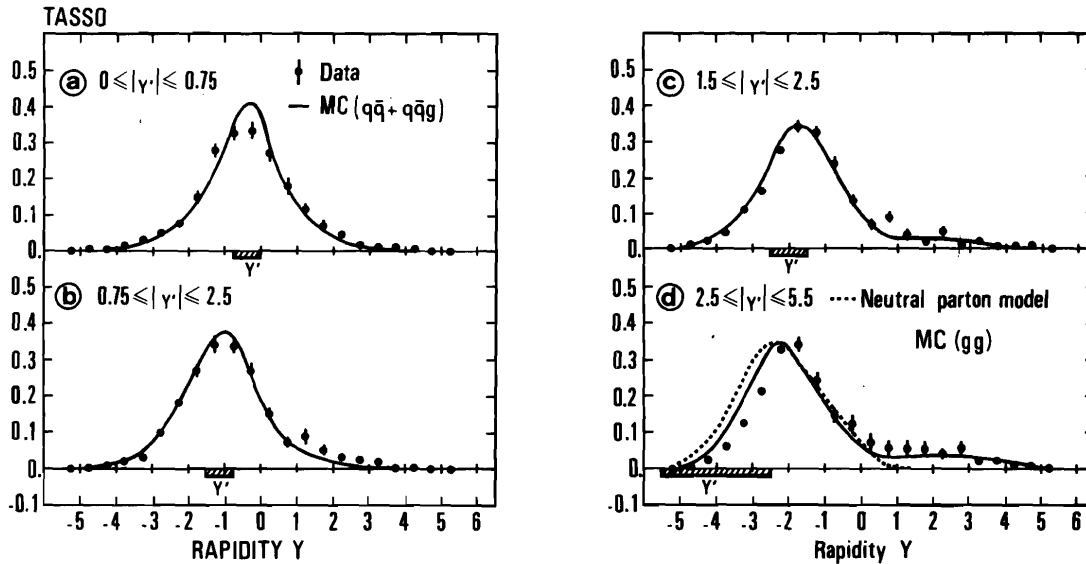 TASSO
0.5
0.4
0.3
0.2
0.1
0.
ⓐ 0 ≤ |Y'| ≤ 0.75
Data
MC (qq̄ + qq̄g)
Y'
0.5
0.4
0.3
0.2
0.1
0.
-0.1
ⓑ 0.75 ≤ |Y'| ≤ 2.5
Y'
-5 -4 -3 -2 -1 0 1 2 3 4 5 6
RAPIDITY Y
0.5
0.4
0.3
0.2
0.1
0.
ⓒ 1.5 ≤ |Y'| ≤ 2.5
Y'
0.5
0.4
0.3
0.2
0.1
0.
-0.1
ⓓ 2.5 ≤ |Y'| ≤ 5.5
Neutral parton model
MC (gg)
Y'
-5 -4 -3 -2 -1 0 1 2 3 4 5 6
Rapidity Y